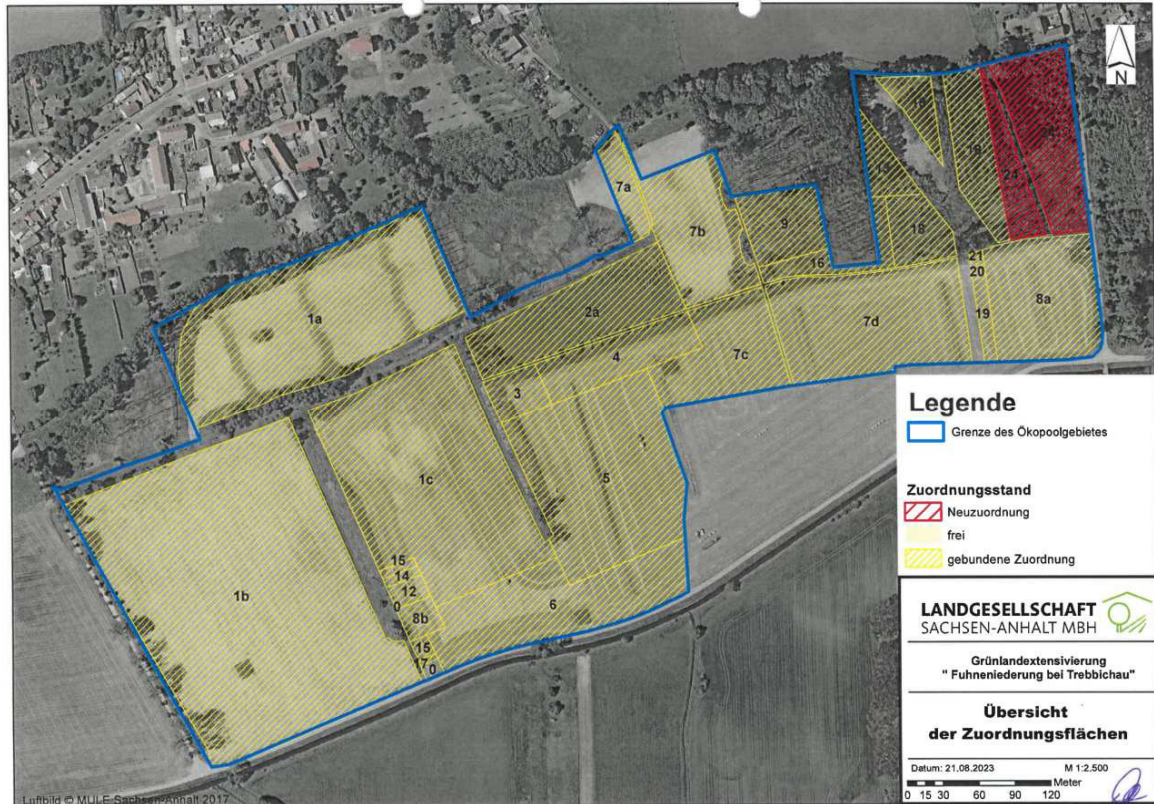 N
7a
7b
9
16
13
18
19
24
1a
2a
21
20
19
8a
4
7d
7c
3
1c
5
15
14
12
0
8b
6
15
17
0
1b
Legende
Grenze des Ökopoolgebietes
Zuordnungsstand
Neuzuordnung
frei
gebundene Zuordnung
LANDGESELLSCHAFT
SACHSEN-ANHALT MBH
Grünlandextensivierung
" Fuhneniederung bei Trebbichau"
Übersicht
der Zuordnungsflächen
Datum: 21.08.2023 M 1:2.500
Meter
0 15 30 60 90 120
Luftbild © MULE Sachsen-Anhalt 2017